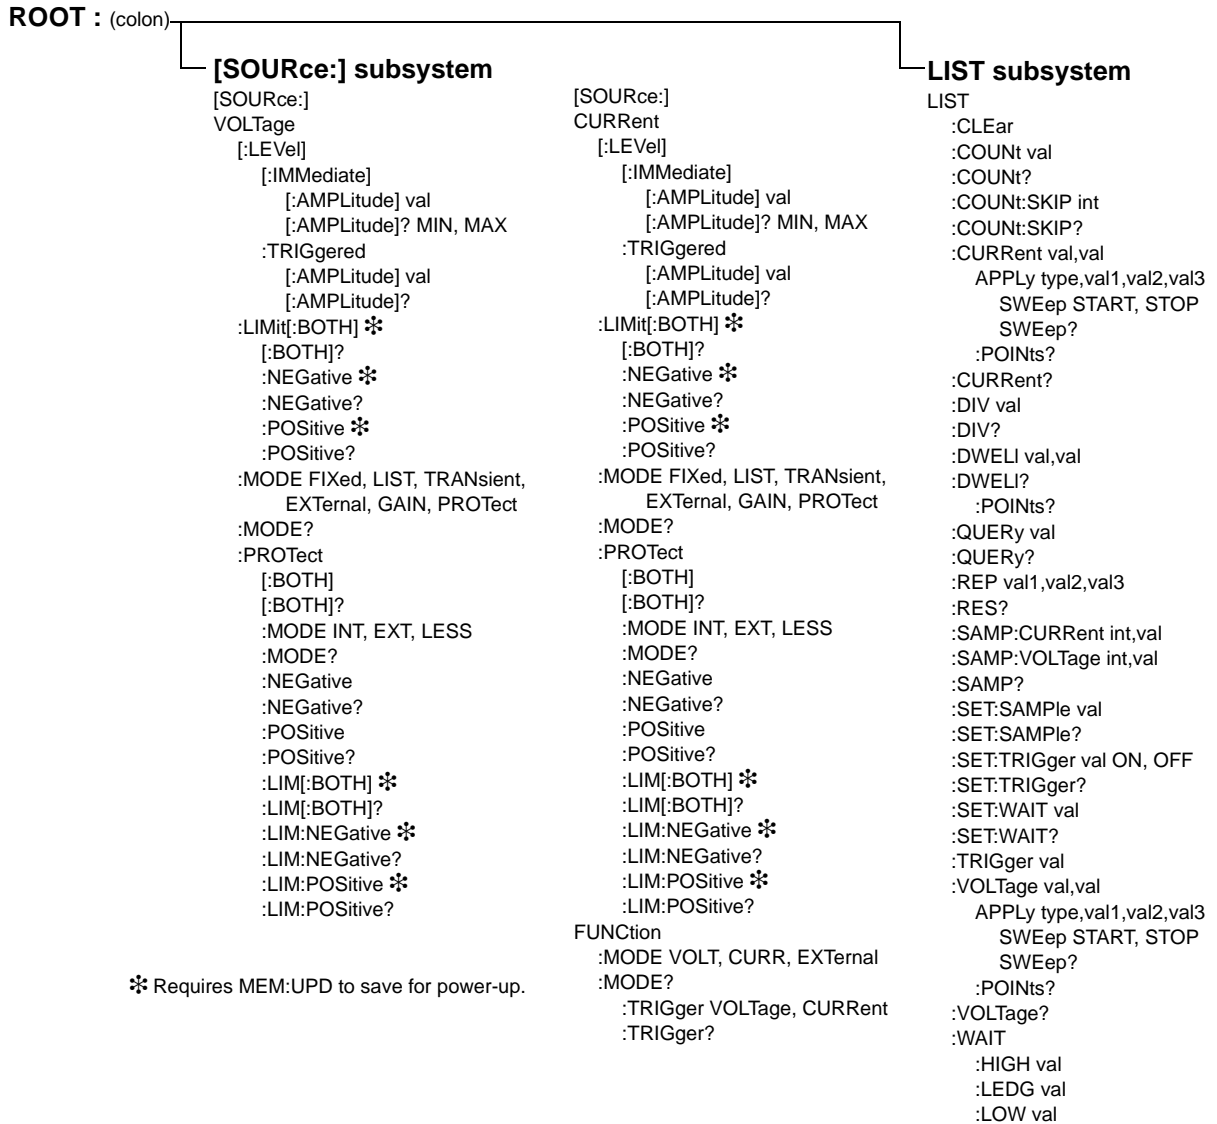 ROOT : (colon)
[SOURce:] subsystem
[SOURce:]
VOLTage
[:LEVel]
[:IMMediate]
[:AMPLitude] val
[:AMPLitude]? MIN, MAX
:TRIGgered
[:AMPLitude] val
[:AMPLitude]?
:LIMit[:BOTH] ✻
[:BOTH]?
:NEGative ✻
:NEGative?
:POSitive ✻
:POSitive?
:MODE FIXed, LIST, TRANsient,
EXTernal, GAIN, PROTect
:MODE?
:PROTect
[:BOTH]
[:BOTH]?
:MODE INT, EXT, LESS
:MODE?
:NEGative
:NEGative?
:POSitive
:POSitive?
:LIM[:BOTH] ✻
:LIM[:BOTH]?
:LIM:NEGative ✻
:LIM:NEGative?
:LIM:POSitive ✻
:LIM:POSitive?
✻ Requires MEM:UPD to save for power-up.
[SOURce:]
CURRent
[:LEVel]
[:IMMediate]
[:AMPLitude] val
[:AMPLitude]? MIN, MAX
:TRIGgered
[:AMPLitude] val
[:AMPLitude]?
:LIMit[:BOTH] ✻
[:BOTH]?
:NEGative ✻
:NEGative?
:POSitive ✻
:POSitive?
:MODE FIXed, LIST, TRANsient,
EXTernal, GAIN, PROTect
:MODE?
:PROTect
[:BOTH]
[:BOTH]?
:MODE INT, EXT, LESS
:MODE?
:NEGative
:NEGative?
:POSitive
:POSitive?
:LIM[:BOTH] ✻
:LIM[:BOTH]?
:LIM:NEGative ✻
:LIM:NEGative?
:LIM:POSitive ✻
:LIM:POSitive?
FUNCtion
:MODE VOLT, CURR, EXTernal
:MODE?
:TRIGger VOLTage, CURRent
:TRIGger?
LIST subsystem
LIST
:CLEar
:COUNt val
:COUNt?
:COUNt:SKIP int
:COUNt:SKIP?
:CURRent val,val
APPLy type,val1,val2,val3
SWEep START, STOP
SWEep?
:POINts?
:CURRent?
:DIV val
:DIV?
:DWELl val,val
:DWELl?
:POINts?
:QUERy val
:QUERy?
:REP val1,val2,val3
:RES?
:SAMP:CURRent int,val
:SAMP:VOLTage int,val
:SAMP?
:SET:SAMPle val
:SET:SAMPle?
:SET:TRIGger val ON, OFF
:SET:TRIGger?
:SET:WAIT val
:SET:WAIT?
:TRIGger val
:VOLTage val,val
APPLy type,val1,val2,val3
SWEep START, STOP
SWEep?
:POINts?
:VOLTage?
:WAIT
:HIGH val
:LEDG val
:LOW val